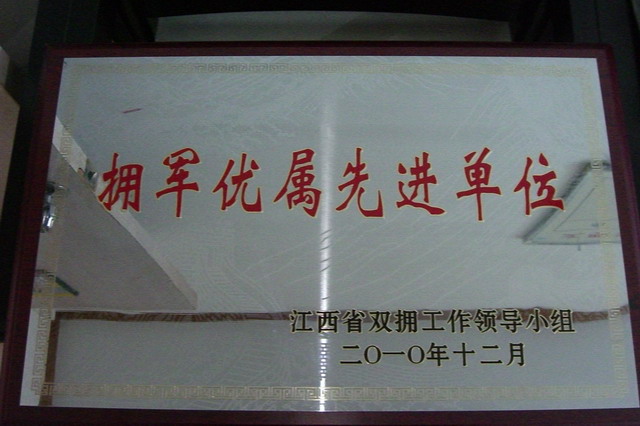 拥军优属先进单位
江西省双拥工作领导小组
二〇一〇年十二月